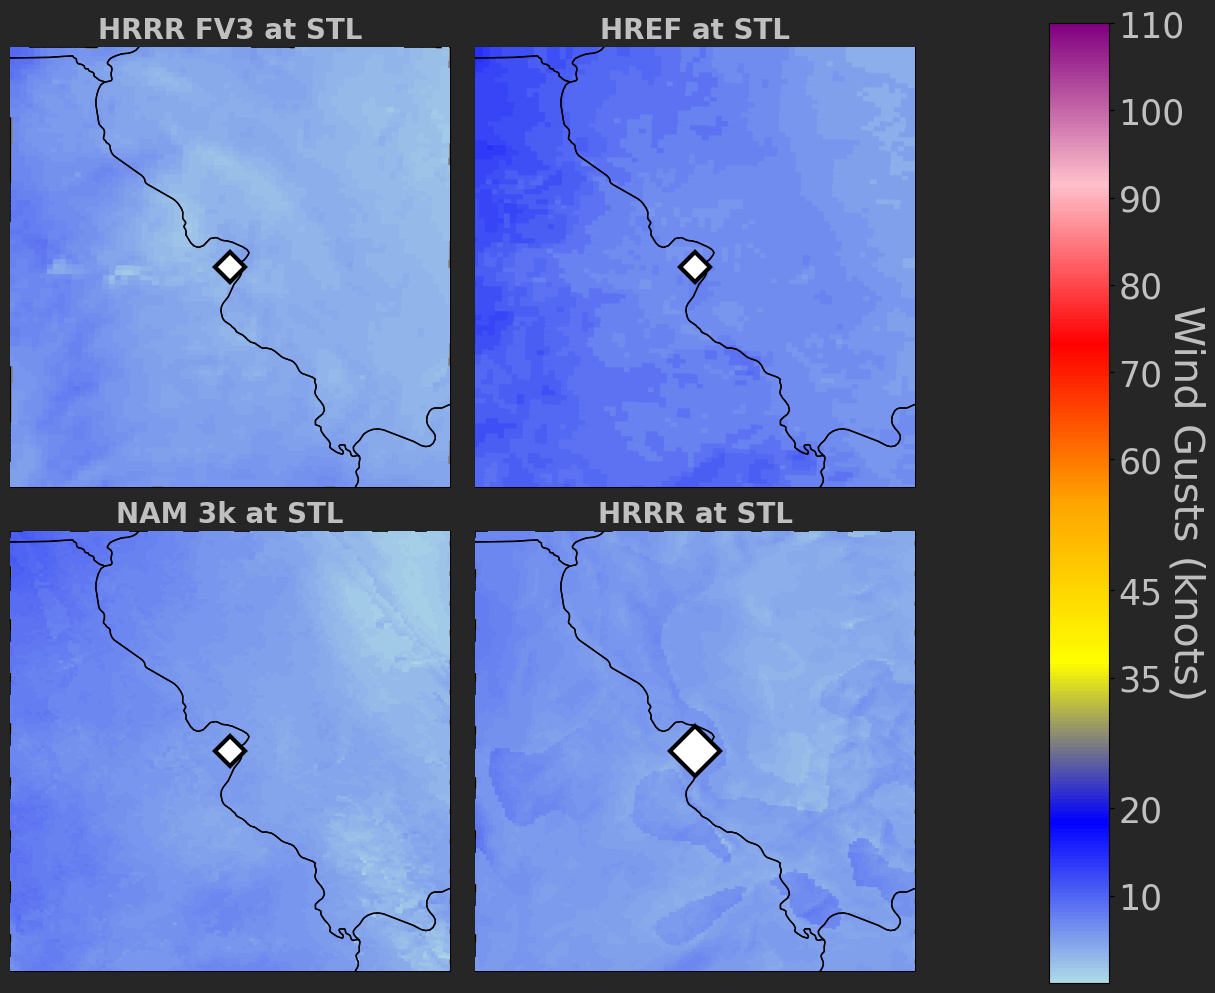 HRRR FV3 at STL
HREF at STL
NAM 3k at STL
HRRR at STL
110
100
90
80
70
60
45
35
20
10
Wind Gusts (knots)